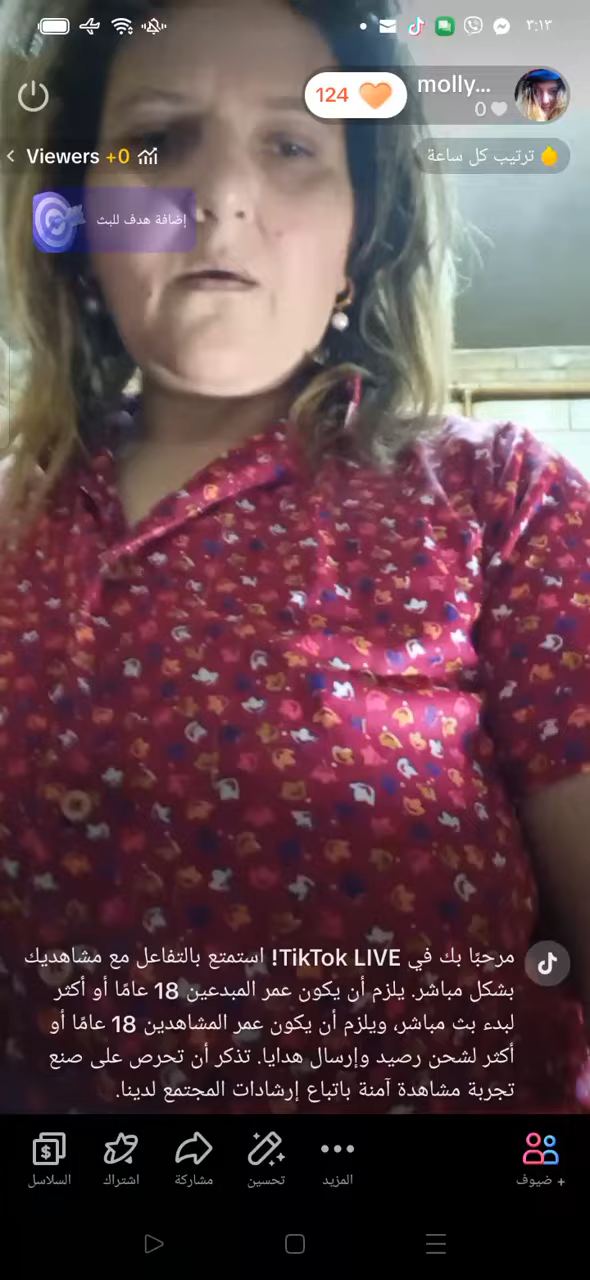 ٣:١٣
124
molly...
0
Viewers +0
ترتيب كل ساعة
إضافة هدف للبث
مرحبًا بك في TikTok LIVE! استمتع بالتفاعل مع مشاهديك
بشكل مباشر. يلزم أن يكون عمر المبدعين 18 عامًا أو أكثر
لبدء بث مباشر، ويلزم أن يكون عمر المشاهدين 18 عامًا أو
أكثر لشحن رصيد وإرسال هدايا. تذكر أن تحرص على صنع
تجربة مشاهدة آمنة باتباع إرشادات المجتمع لدينا.
+ ضيوف
المزيد
تحسين
مشاركة
اشتراك
السلاسل